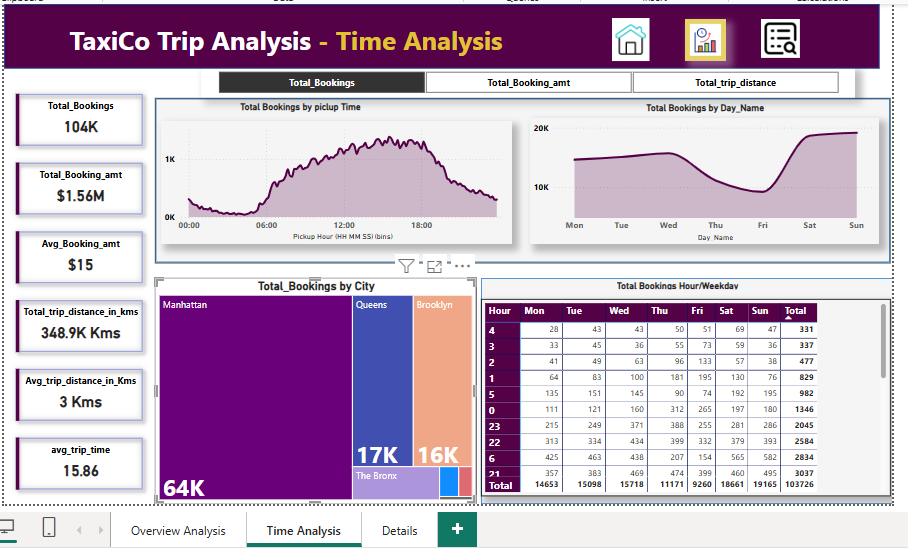 TaxiCo Trip Analysis - Time Analysis
Total_Bookings
Total_Booking_amt
Total_trip_distance
Total_Bookings
104K
Total_Booking_amt
$1.56M
Avg_Booking_amt
$15
Total_trip_distance_in_kms
348.9K Kms
Avg_trip_distance_in_Kms
3 Kms
avg_trip_time
15.86
Total Bookings by pickup Time
1K
0K
00:00 06:00 12:00 18:00
Pickup Hour (HH MM SS) (bins)
Total Bookings by Day_Name
20K
10K
Mon Tue Wed Thu Fri Sat Sun
Day_Name
Total_Bookings by City
Manhattan
64K
Queens
17K
Brooklyn
16K
The Bronx
Total Bookings Hour/Weekday
Hour Mon Tue Wed Thu Fri Sat Sun Total
4 28 43 43 50 51 69 47 331
3 33 45 36 55 73 59 36 337
2 41 49 63 96 133 57 38 477
1 64 83 100 181 195 130 76 829
5 135 151 145 90 74 192 195 982
0 111 121 160 312 265 197 180 1346
23 215 249 371 388 255 281 286 2045
22 313 334 434 399 332 379 393 2584
6 425 463 438 207 154 565 582 2834
21 357 383 469 474 399 460 495 3037
Total 14653 15098 15718 11171 9260 18661 19165 103726
Overview Analysis
Time Analysis
Details
+